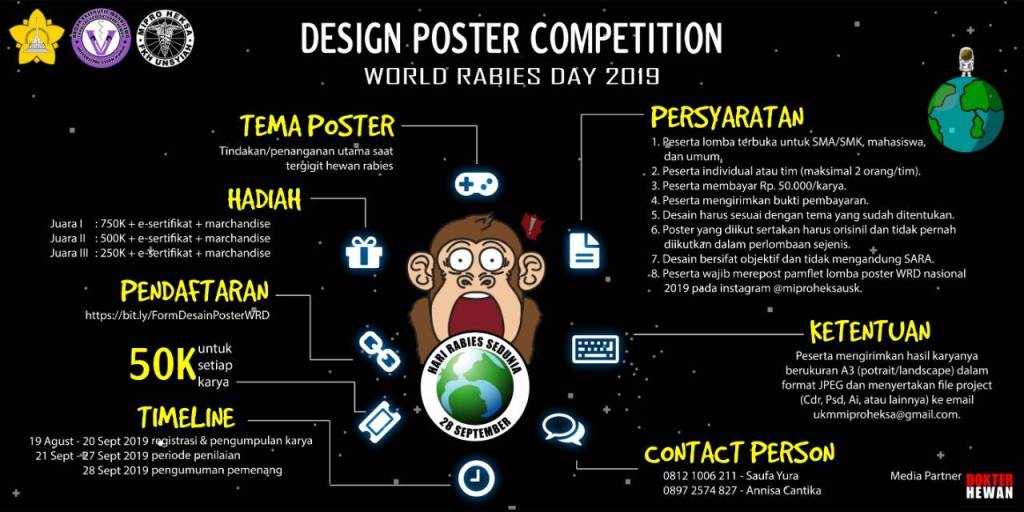 MIPRO HEKSA
FKH UNSYIAH
DESIGN POSTER COMPETITION
WORLD RABIES DAY 2019
TEMA POSTER
Tindakan/penanganan utama saat
tergigit hewan rabies
HADIAH
Juara I : 750K + e-sertifikat + marchandise
Juara II : 500K + e-sertifikat + marchandise
Juara III : 250K + e-sertifikat + marchandise
PENDAFTARAN
https://bit.ly/FormDesainPosterWRD
50K untuk
setiap
karya
TIMELINE
19 Agust - 20 Sept 2019 registrasi & pengumpulan karya
21 Sept - 27 Sept 2019 periode penilaian
28 Sept 2019 pengumuman pemenang
HARI RABIES SEDUNIA
28 SEPTEMBER
PERSYARATAN
1. Peserta lomba terbuka untuk SMA/SMK, mahasiswa,
dan umum,
2. Peserta individual atau tim (maksimal 2 orang/tim).
3. Peserta membayar Rp. 50.000/karya.
4. Peserta mengirimkan bukti pembayaran.
5. Desain harus sesuai dengan tema yang sudah ditentukan.
6. Poster yang diikut sertakan harus orisinil dan tidak pernah
diikutkan dalam perlombaan sejenis.
7. Desain bersifat objektif dan tidak mengandung SARA.
8. Peserta wajib merepost pamflet lomba poster WRD nasional
2019 pada instagram @miproheksausk.
KETENTUAN
Peserta mengirimkan hasil karyanya
berukuran A3 (potrait/landscape) dalam
format JPEG dan menyertakan file project
(Cdr, Psd, Ai, atau lainnya) ke email
ukmmiproheksa@gmail.com.
CONTACT PERSON
0812 1006 211 - Saufa Yura
0897 2574 827 - Annisa Cantika
Media Partner DOKTER
HEWAN